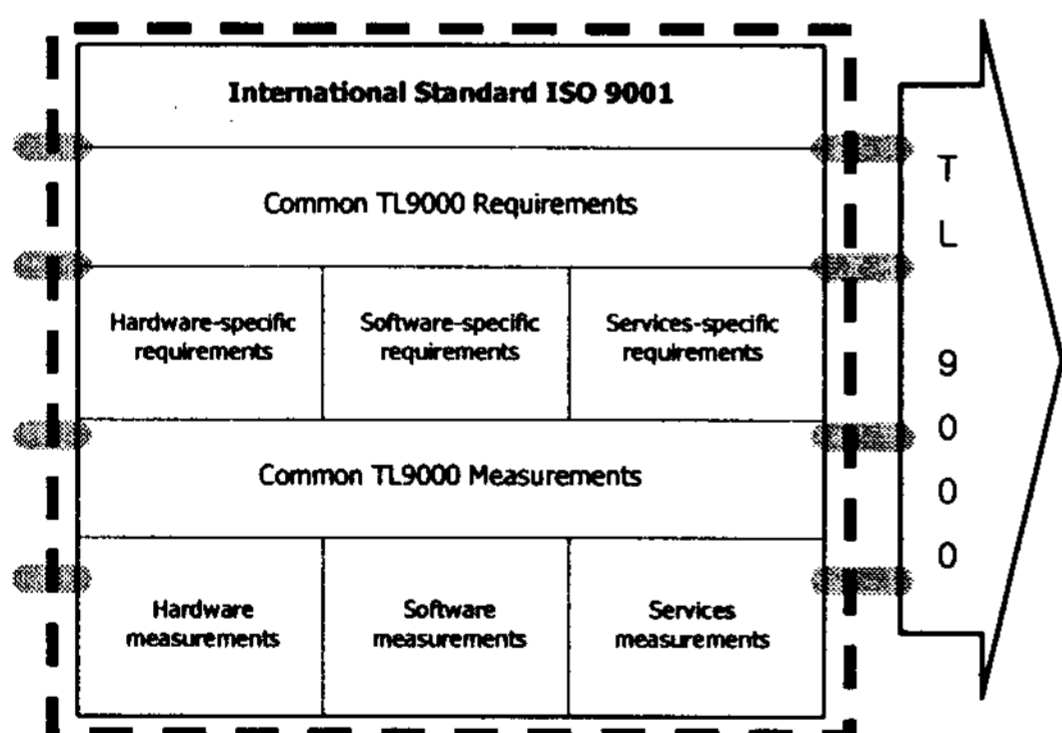 International Standard ISO 9001
Common TL9000 Requirements
Hardware-specific
requirements
Software-specific
requirements
Services-specific
requirements
Common TL9000 Measurements
Hardware
measurements
Software
measurements
Services
measurements
T
L
9
0
0
0